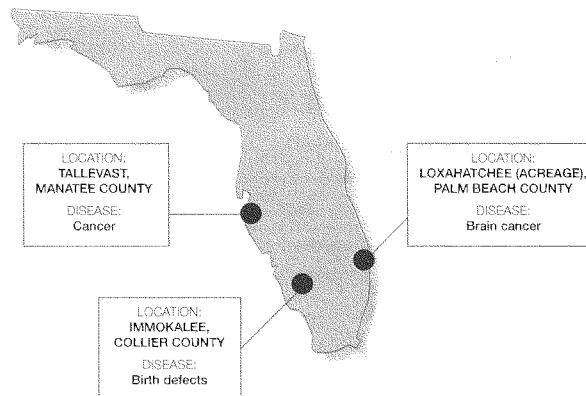 LOCATION:
TALLEVAST,
MANATEE COUNTY
DISEASE:
Cancer
LOCATION:
LOXAHATCHEE (ACREAGE),
PALM BEACH COUNTY
DISEASE:
Brain cancer
LOCATION:
IMMOKALEE,
COLLIER COUNTY
DISEASE:
Birth defects